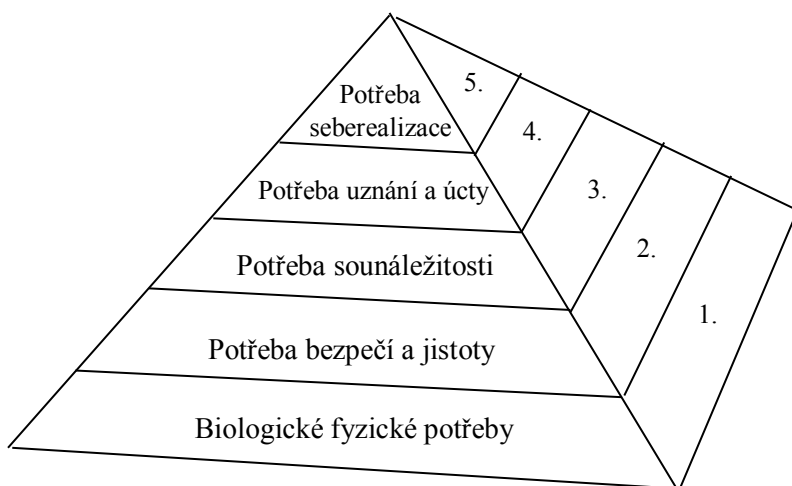 5.
Potřeba
seberealizace
4.
Potřeba uznání a úcty
3.
Potřeba sounáležitosti
2.
Potřeba bezpečí a jistoty
1.
Biologické fyzické potřeby